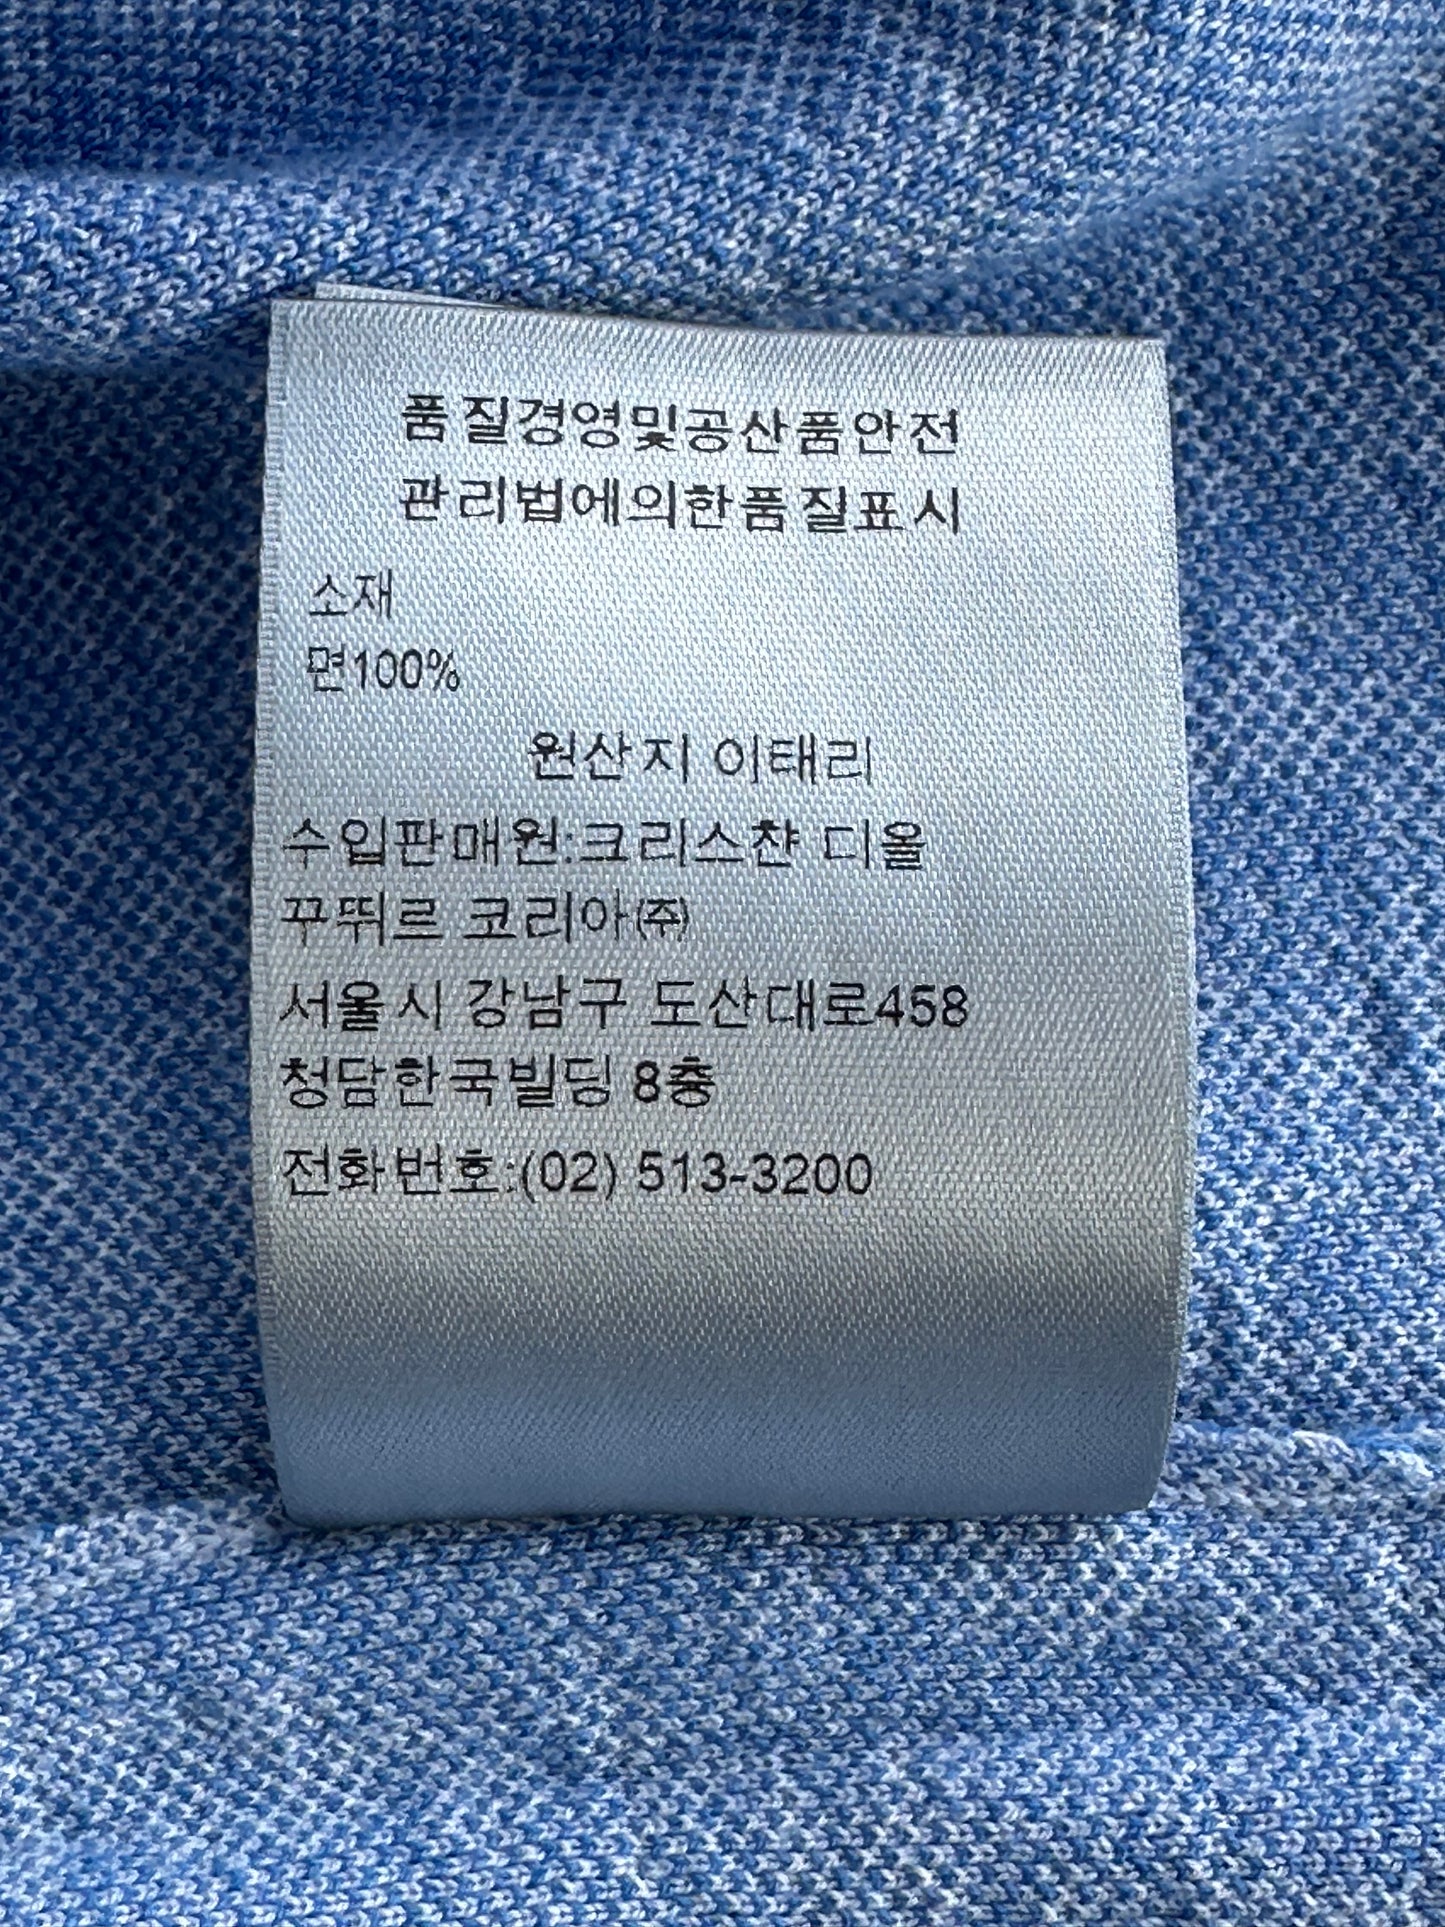 품질경영및공산품안전
관리법에의한품질표시
소재
면100%
원산지 이태리
수입판매원:크리스챤 디올
꾸뛰르 코리아㈜
서울시 강남구 도산대로458
청담한국빌딩 8층
전화번호:(02) 513-3200